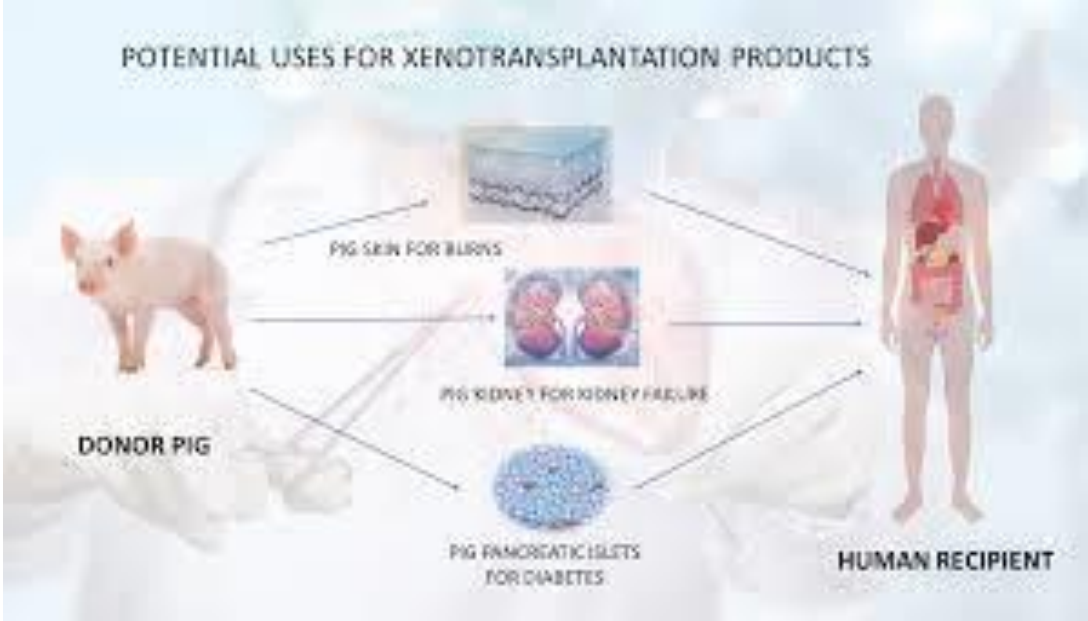 POTENTIAL USES FOR XENOTRANSPLANTATION PRODUCTS
PIG SKIN FOR BURNS
PIG KIDNEY FOR KIDNEY FAILURE
DONOR PIG
PIG PANCREATIC ISLETS
FOR DIABETES
HUMAN RECIPIENT